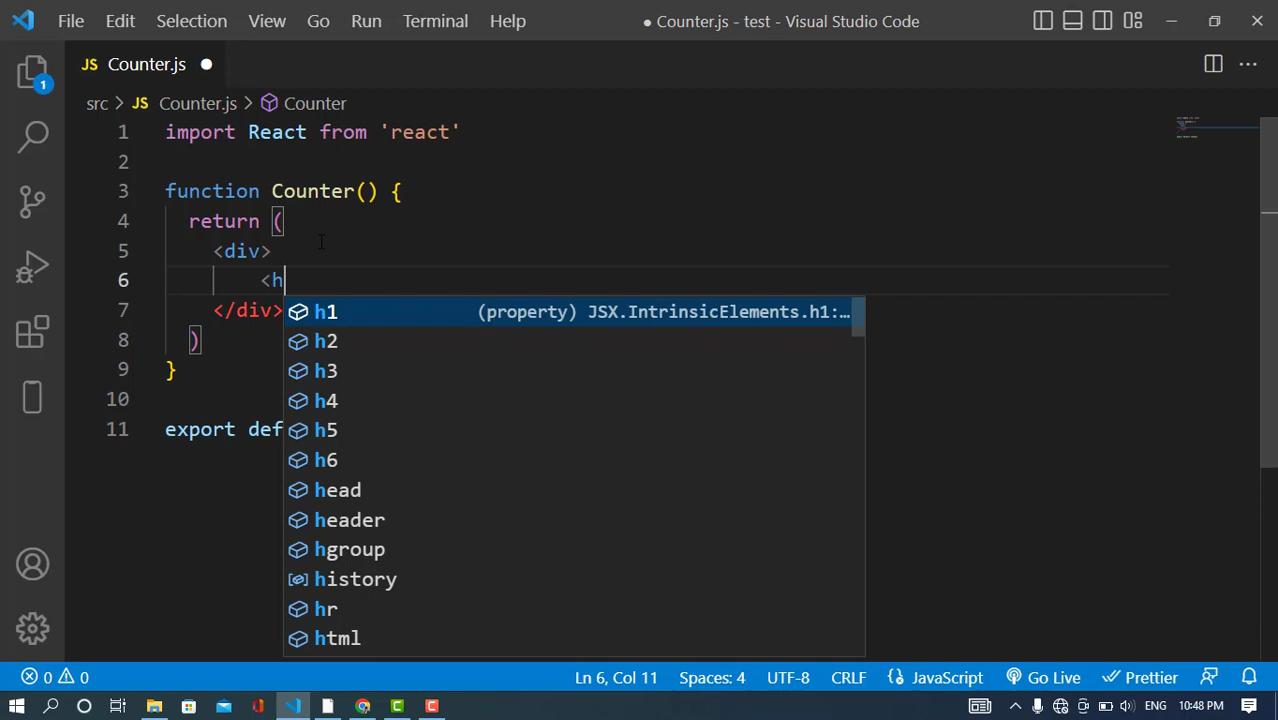 File Edit Selection View Go Run Terminal Help ● Counter.js - test - Visual Studio Code
JS Counter.js ●
src > JS Counter.js > Counter
1 import React from 'react'
2
3 function Counter() {
4 return (
5 <div>
6 <h
7 </div>
8 )
9 }
10
11 export def
h1 (property) JSX.IntrinsicElements.h1:…
h2
h3
h4
h5
h6
head
header
hgroup
history
hr
html
1
0 0 Ln 6, Col 11 Spaces: 4 UTF-8 CRLF JavaScript Go Live Prettier
ENG 10:48 PM